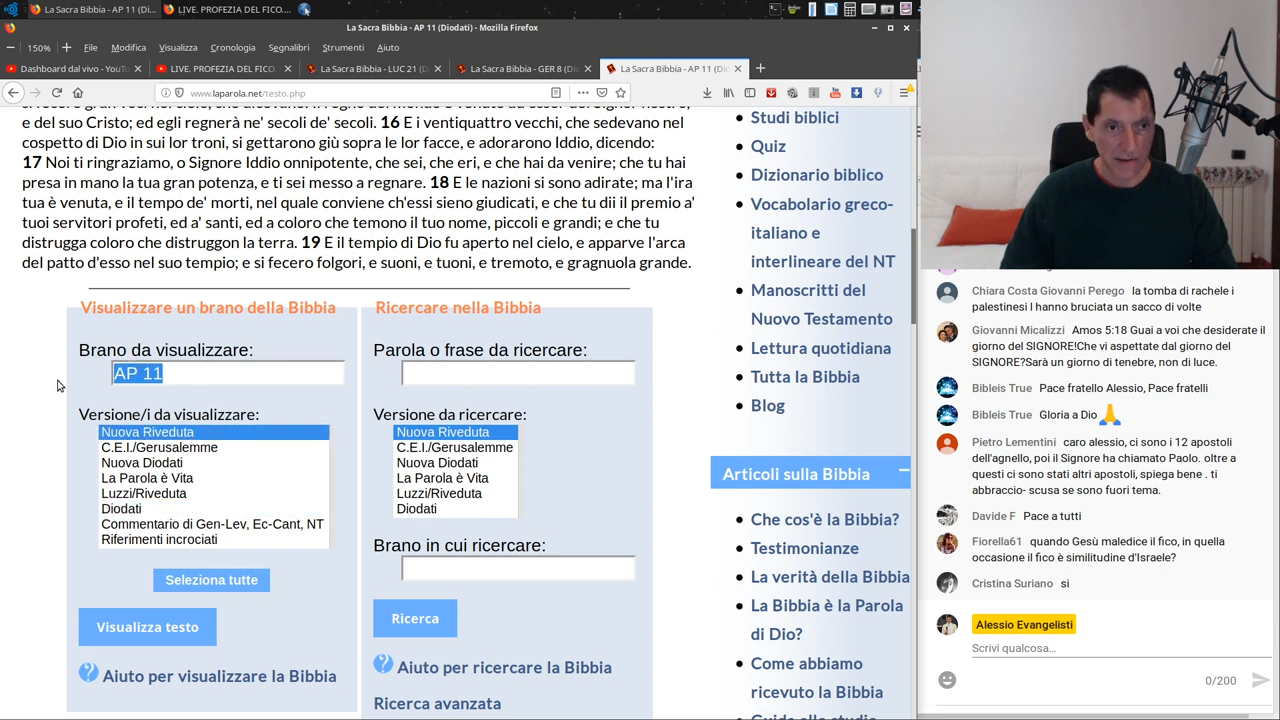 La Sacra Bibbia - AP 11 (Di...
LIVE. PROFEZIA DEL FICO....
La Sacra Bibbia - AP 11 (Diodati) - Mozilla Firefox
150% File Modifica Visualizza Cronologia Segnalibri Strumenti Aiuto
Dashboard dal vivo - YouTu
LIVE. PROFEZIA DEL FICO.
La Sacra Bibbia - LUC 21 (D
La Sacra Bibbia - GER 8 (Di
La Sacra Bibbia - AP 11 (Di
www.laparola.net/testo.php
e del suo Cristo; ed egli regnerà ne' secoli de' secoli. 16 E i ventiquattro vecchi, che sedevano nel
cospetto di Dio in sui lor troni, si gettarono giù sopra le lor facce, e adorarono Iddio, dicendo:
17 Noi ti ringraziamo, o Signore Iddio onnipotente, che sei, che eri, e che hai da venire; che tu hai
presa in mano la tua gran potenza, e ti sei messo a regnare. 18 E le nazioni si sono adirate; ma l'ira
tua è venuta, e il tempo de' morti, nel quale conviene ch'essi sieno giudicati, e che tu dii il premio a'
tuoi servitori profeti, ed a' santi, ed a coloro che temono il tuo nome, piccoli e grandi; e che tu
distrugga coloro che distruggon la terra. 19 E il tempio di Dio fu aperto nel cielo, e apparve l'arca
del patto d'esso nel suo tempio; e si fecero folgori, e suoni, e tuoni, e tremoto, e gragnuola grande.
Visualizzare un brano della Bibbia
Brano da visualizzare:
AP 11
Versione/i da visualizzare:
Nuova Riveduta
C.E.I./Gerusalemme
Nuova Diodati
La Parola è Vita
Luzzi/Riveduta
Diodati
Commentario di Gen-Lev, Ec-Cant, NT
Riferimenti incrociati
Seleziona tutte
Visualizza testo
Aiuto per visualizzare la Bibbia
Ricercare nella Bibbia
Parola o frase da ricercare:
Versione da ricercare:
Nuova Riveduta
C.E.I./Gerusalemme
Nuova Diodati
La Parola è Vita
Luzzi/Riveduta
Diodati
Brano in cui ricercare:
Ricerca
Aiuto per ricercare la Bibbia
Ricerca avanzata
Studi biblici
Quiz
Dizionario biblico
Vocabolario greco-
italiano e
interlineare del NT
Manoscritti del
Nuovo Testamento
Lettura quotidiana
Tutta la Bibbia
Blog
Articoli sulla Bibbia
Che cos'è la Bibbia?
Testimonianze
La verità della Bibbia
La Bibbia è la Parola
di Dio?
Come abbiamo
ricevuto la Bibbia
Chiara Costa Giovanni Perego la tomba di rachele i
palestinesi l hanno bruciata un sacco di volte
Giovanni Micalizzi Amos 5:18 Guai a voi che desiderate il
giorno del SIGNORE!Che vi aspettate dal giorno del
SIGNORE?Sarà un giorno di tenebre, non di luce.
Bibleis True Pace fratello Alessio, Pace fratelli
Bibleis True Gloria a Dio
Pietro Lementini caro alessio, ci sono i 12 apostoli
dell'agnello, poi il Signore ha chiamato Paolo. oltre a
questi ci sono stati altri apostoli, spiega bene . ti
abbraccio- scusa se sono fuori tema.
Davide F Pace a tutti
Fiorella61 quando Gesù maledice il fico, in quella
occasione il fico è similitudine d'Israele?
Cristina Suriano si
Alessio Evangelisti
Scrivi qualcosa...
0/200